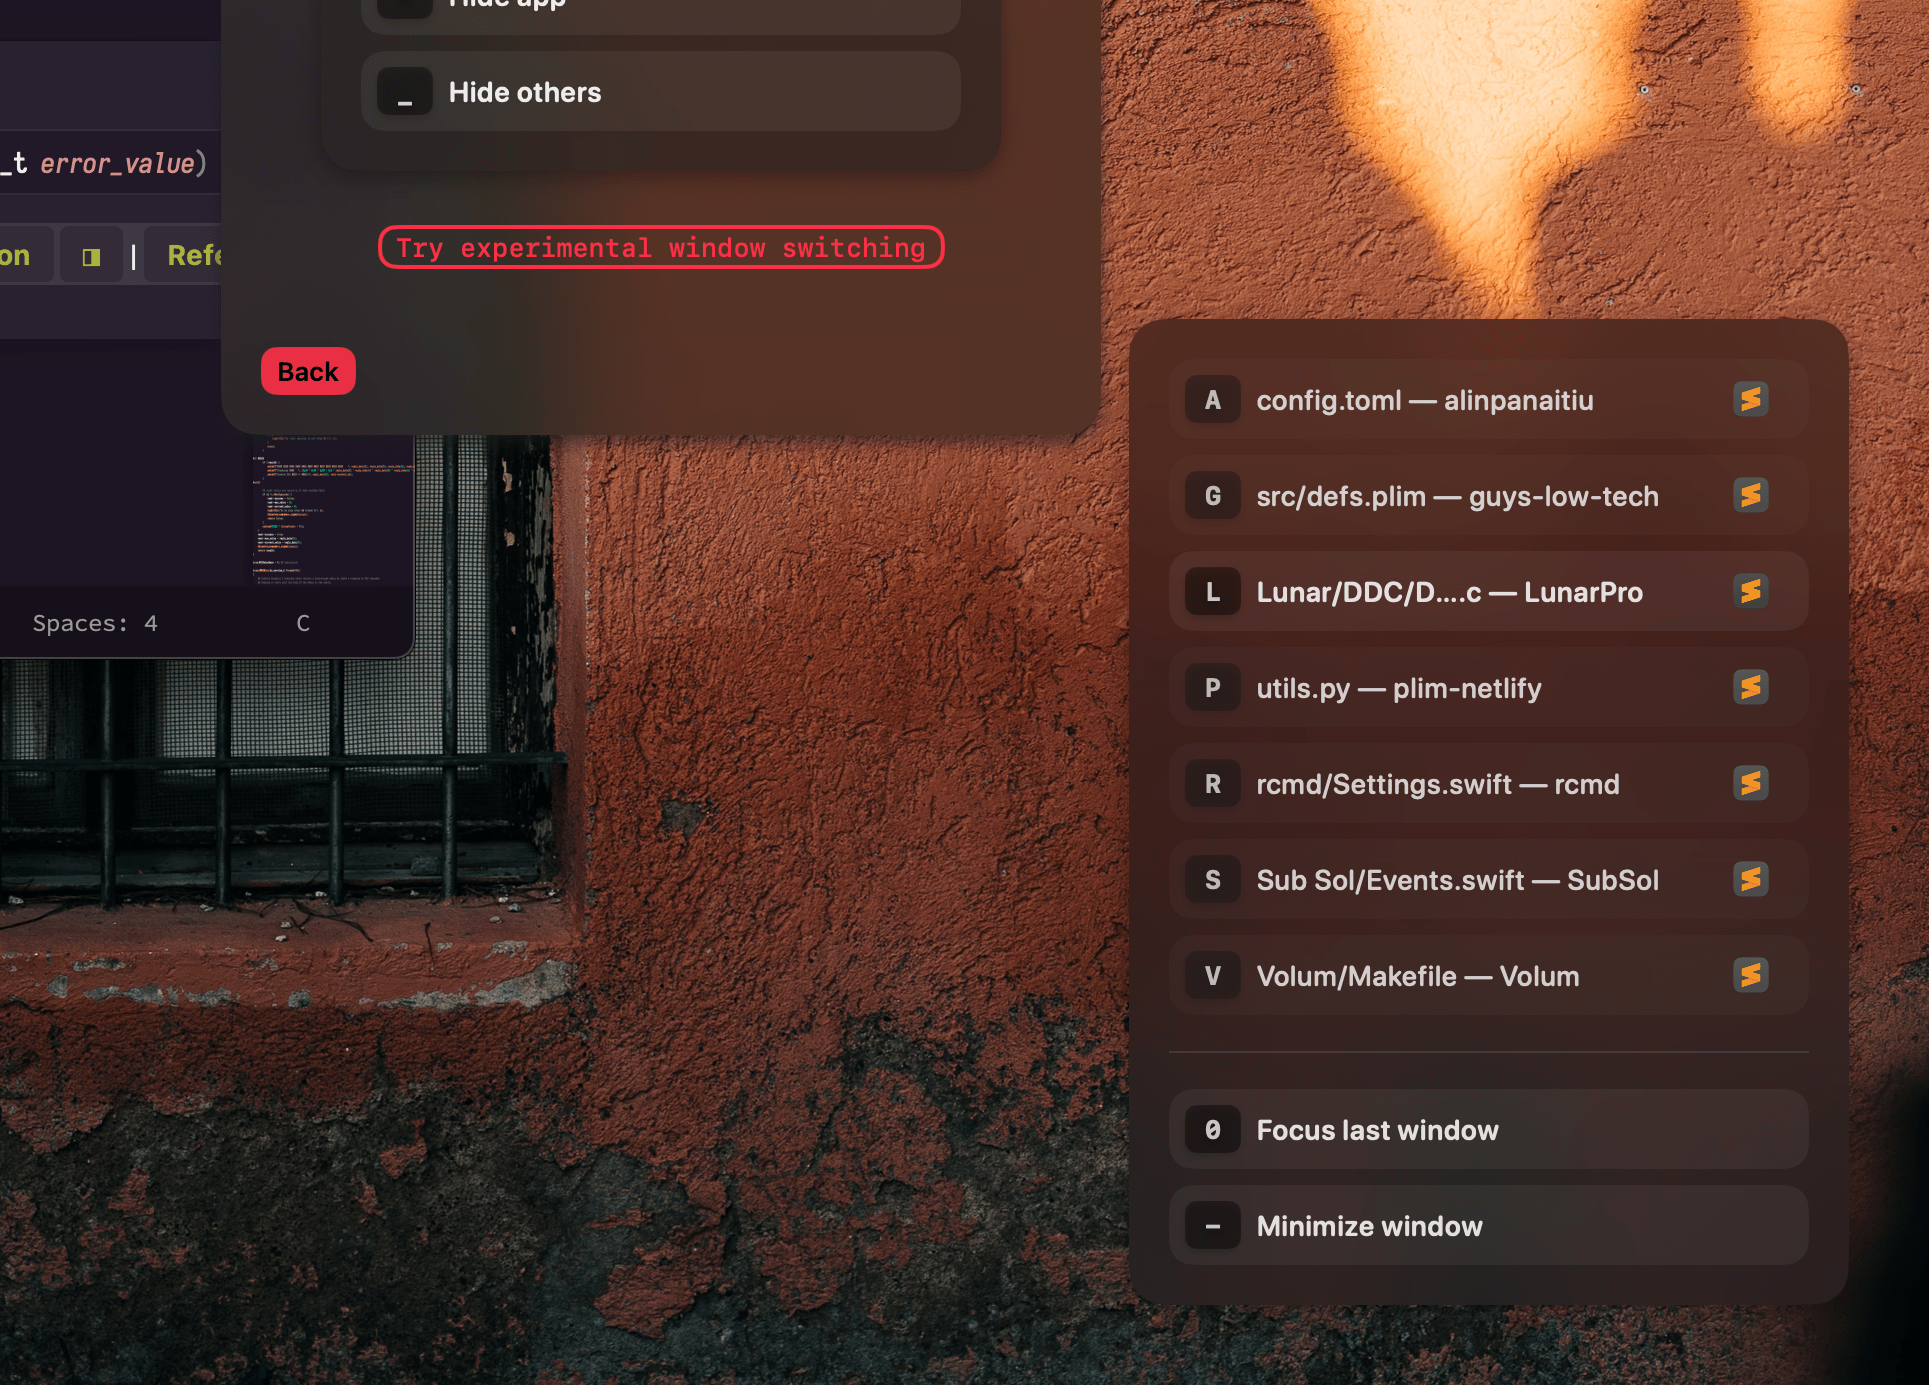 Hide app
_ Hide others
_t error_value)
on | Refe
Try experimental window switching
Back
Spaces: 4 C
A config.toml — alinpanaitiu
G src/defs.plim — guys-low-tech
L Lunar/DDC/D....c — LunarPro
P utils.py — plim-netlify
R rcmd/Settings.swift — rcmd
S Sub Sol/Events.swift — SubSol
V Volum/Makefile — Volum
0 Focus last window
– Minimize window